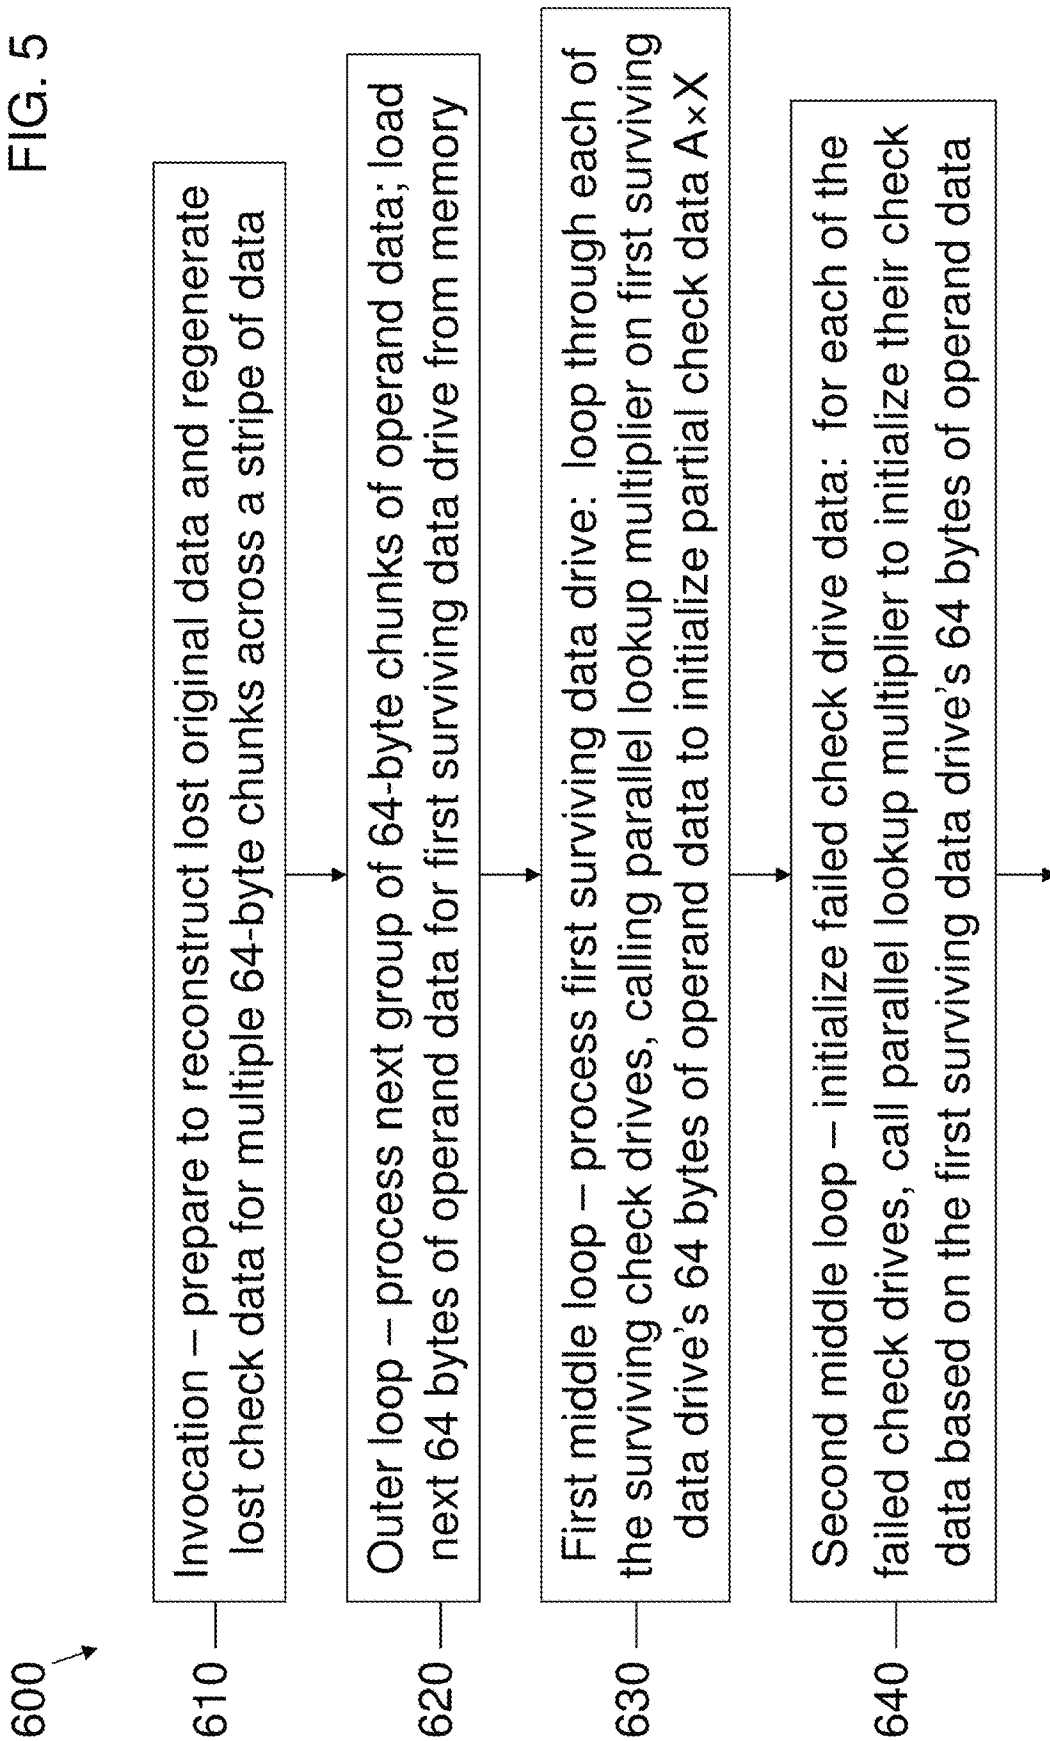 FIG. 5
600
610
Invocation – prepare to reconstruct lost original data and regenerate
lost check data for multiple 64-byte chunks across a stripe of data
620
Outer loop – process next group of 64-byte chunks of operand data; load
next 64 bytes of operand data for first surviving data drive from memory
630
First middle loop – process first surviving data drive: loop through each of
the surviving check drives, calling parallel lookup multiplier on first surviving
data drive's 64 bytes of operand data to initialize partial check data A×X
640
Second middle loop – initialize failed check drive data: for each of the
failed check drives, call parallel lookup multiplier to initialize their check
data based on the first surviving data drive's 64 bytes of operand data